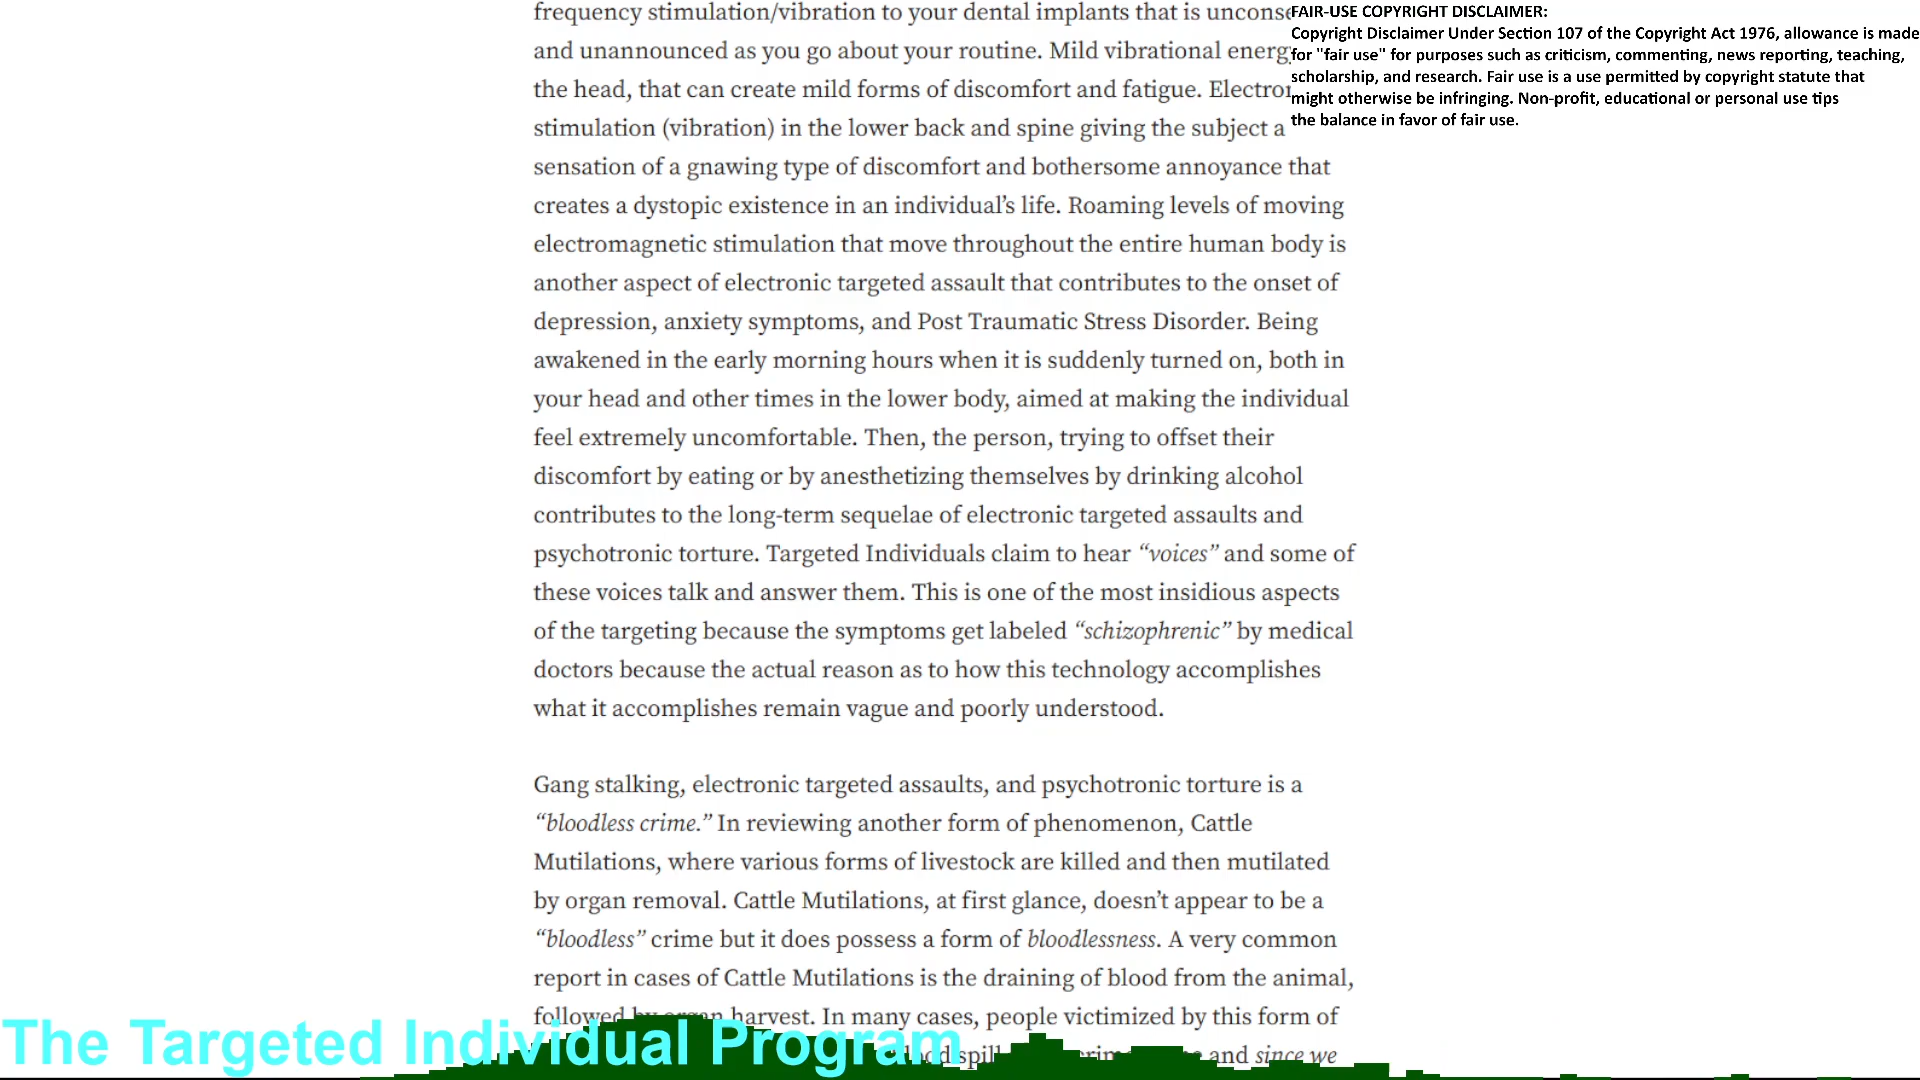 frequency stimulation/vibration to your dental implants that is
and unannounced as you go about your routine. Mild vibrational
the head, that can create mild forms of discomfort and fatigue.
stimulation (vibration) in the lower back and spine giving the subject a
sensation of a gnawing type of discomfort and bothersome annoyance that
creates a dystopic existence in an individual’s life. Roaming levels of moving
electromagnetic stimulation that move throughout the entire human body is
another aspect of electronic targeted assault that contributes to the onset of
depression, anxiety symptoms, and Post Traumatic Stress Disorder. Being
awakened in the early morning hours when it is suddenly turned on, both in
your head and other times in the lower body, aimed at making the individual
feel extremely uncomfortable. Then, the person, trying to offset their
discomfort by eating or by anesthetizing themselves by drinking alcohol
contributes to the long-term sequelae of electronic targeted assaults and
psychotronic torture. Targeted Individuals claim to hear “voices” and some of
these voices talk and answer them. This is one of the most insidious aspects
of the targeting because the symptoms get labeled “schizophrenic” by medical
doctors because the actual reason as to how this technology accomplishes
what it accomplishes remain vague and poorly understood.
Gang stalking, electronic targeted assaults, and psychotronic torture is a
“bloodless crime.” In reviewing another form of phenomenon, Cattle
Mutilations, where various forms of livestock are killed and then mutilated
by organ removal. Cattle Mutilations, at first glance, doesn’t appear to be a
“bloodless” crime but it does possess a form of bloodlessness. A very common
report in cases of Cattle Mutilations is the draining of blood from the animal,
followed harvest. In many cases, people victimized by this form of
and since we
FAIR-USE COPYRIGHT DISCLAIMER:
Copyright Disclaimer Under Section 107 of the Copyright Act 1976, allowance is made
for "fair use" for purposes such as criticism, commenting, news reporting, teaching,
scholarship, and research. Fair use is a use permitted by copyright statute that
might otherwise be infringing. Non-profit, educational or personal use tips
the balance in favor of fair use.
The Targeted Individual Program